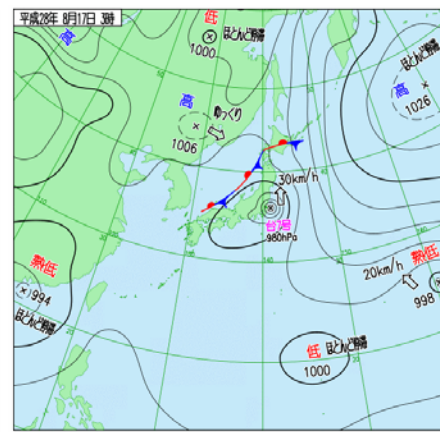 平成28年 8月17日 3時
低
ほとんど停滞
1000
高
高
ゆっくり
1006
ほとんど停滞
高
1026
30km/h
台7号
980hPa
熱低
994
ほとんど停滞
20km/h
熱低
998
低
ほとんど停滞
1000